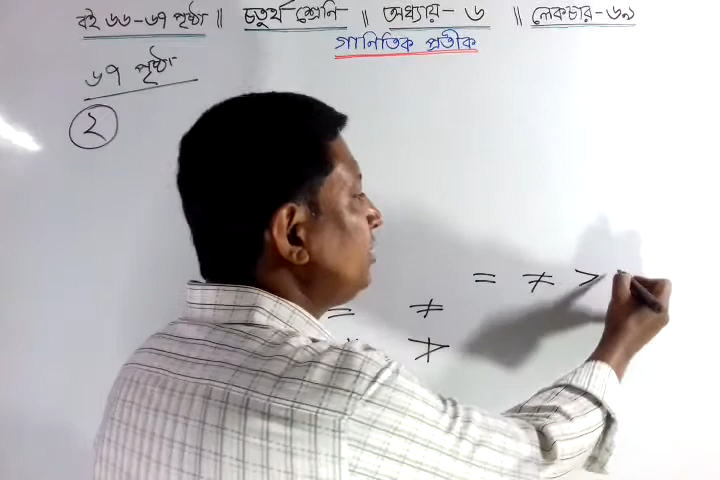 বই ৬৬-৬৭ পৃষ্ঠা || চতুর্থ শ্রেনি || অধ্যায় - ৬ || লেকচার - ৬৯
গানিতিক প্রতীক
৬৭ পৃষ্ঠা
২
= ≠ >
= ≠
≯